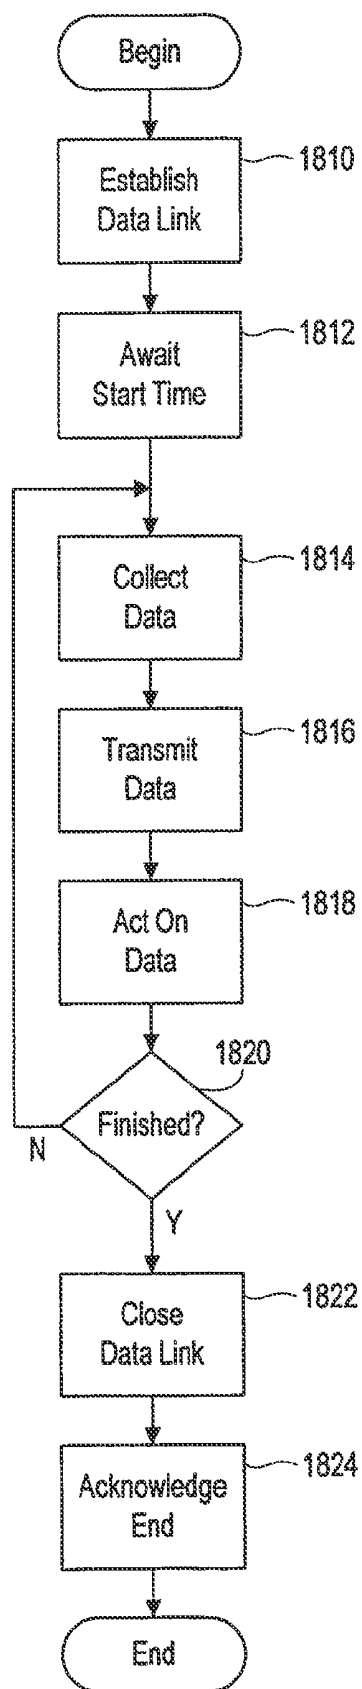 Begin
Establish
Data Link
1810
Await
Start Time
1812
Collect
Data
1814
Transmit
Data
1816
Act On
Data
1818
1820
Finished?
N
Y
Close
Data Link
1822
Acknowledge
End
1824
End